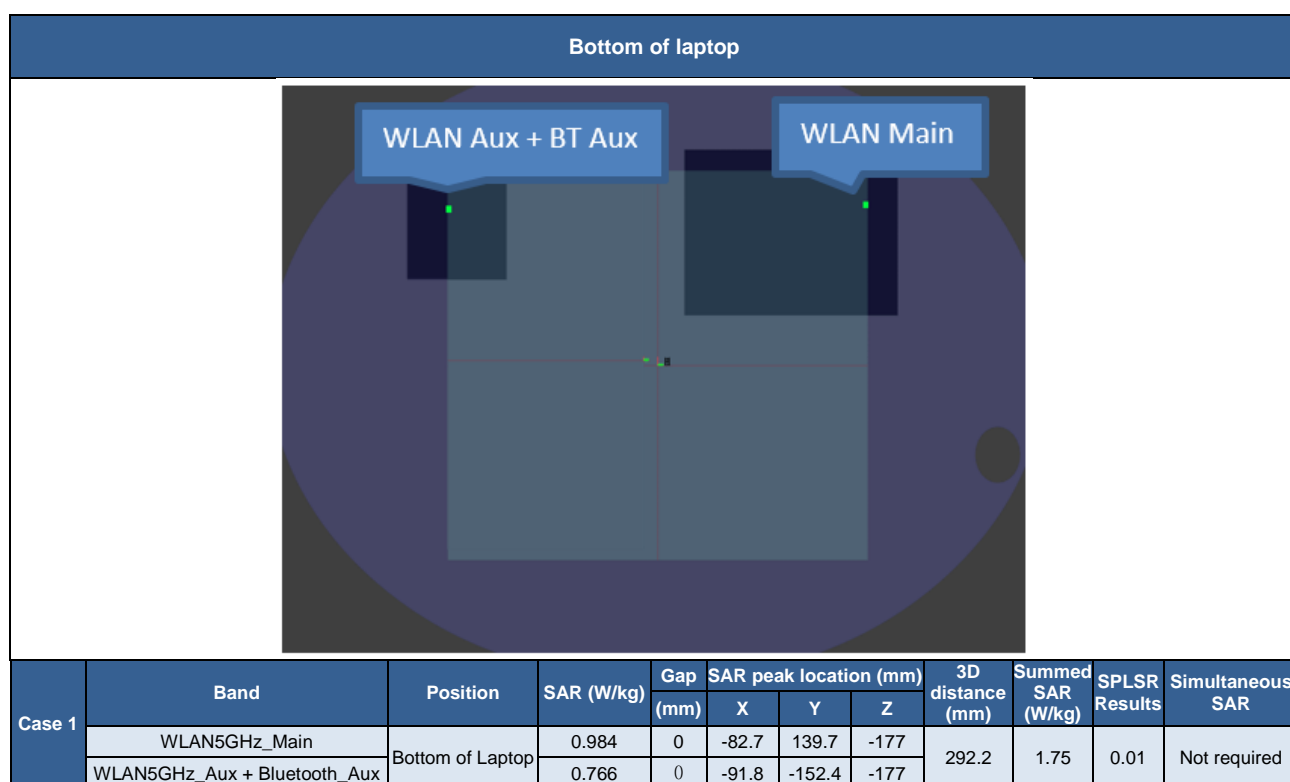 Bottom of laptop
WLAN Aux + BT Aux
WLAN Main
Case 1
Band
Position
SAR (W/kg)
Gap
(mm)
SAR peak location (mm)
X
Y
Z
3D
distance
(mm)
Summed
SAR
(W/kg)
SPLSR
Results
Simultaneous
SAR
WLAN5GHz_Main
Bottom of Laptop
0.984
0
-82.7
139.7
-177
292.2
1.75
0.01
Not required
WLAN5GHz_Aux + Bluetooth_Aux
0.766
0
-91.8
-152.4
-177